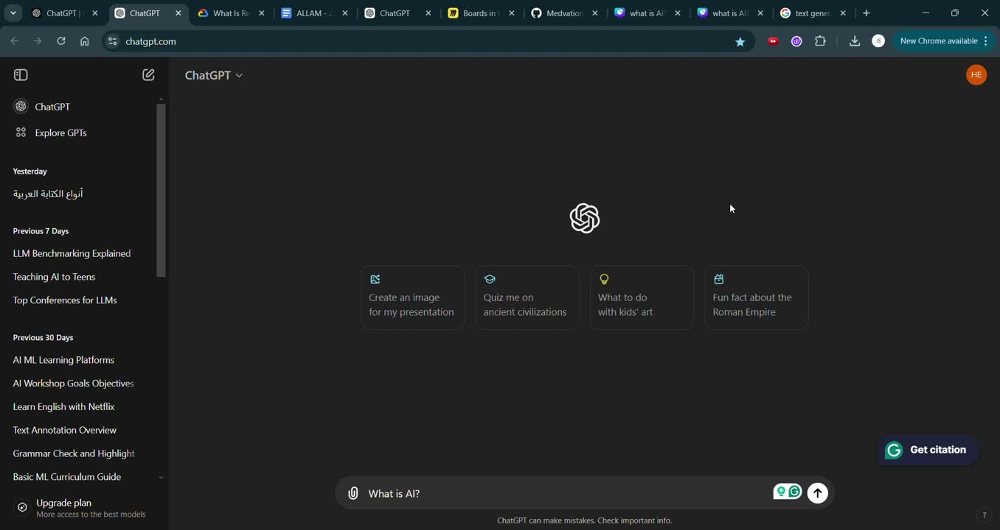 ChatGPT |
ChatGPT
What Is Re
ALLAM -
ChatGPT
Boards in
Medvation
what is AI?
what is AI?
text gener
chatgpt.com
IS
New Chrome available
ChatGPT
HE
ChatGPT
Explore GPTs
Yesterday
أنواع الكتابة العربية
Previous 7 Days
LLM Benchmarking Explained
Teaching AI to Teens
Top Conferences for LLMs
Previous 30 Days
AI ML Learning Platforms
AI Workshop Goals Objectives
Learn English with Netflix
Text Annotation Overview
Grammar Check and Highlight
Basic ML Curriculum Guide
Upgrade plan
More access to the best models
Create an image
for my presentation
Quiz me on
ancient civilizations
What to do
with kids' art
Fun fact about the
Roman Empire
Get citation
What is AI?
ChatGPT can make mistakes. Check important info.
?